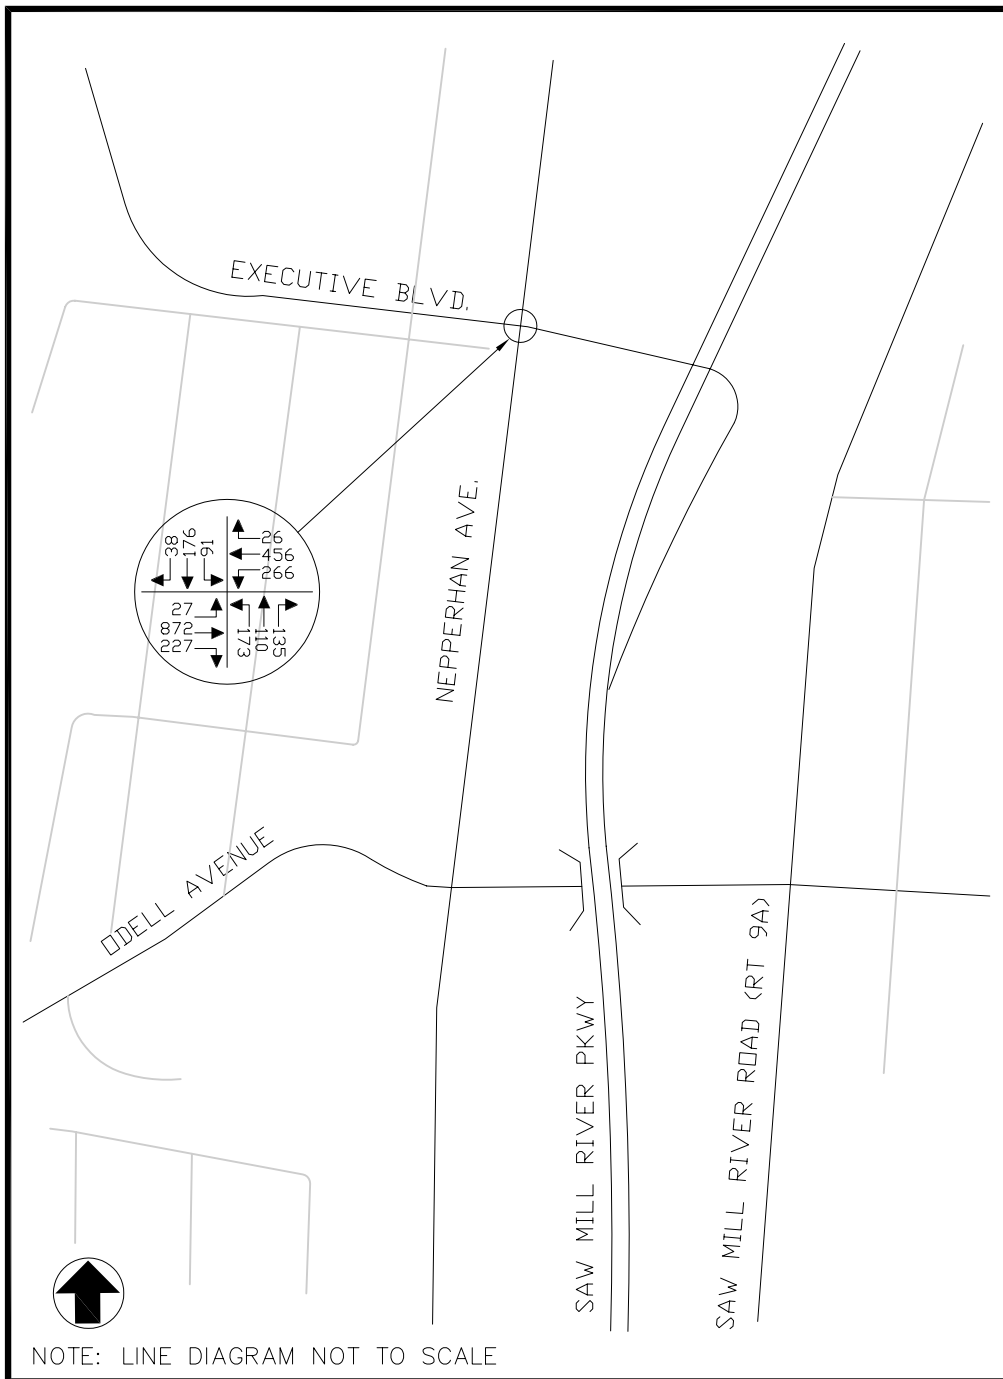 EXECUTIVE BLVD.
NEPPERHAN AVE.
38
176
91
26
456
266
27
872
227
173
110
135
ODELL AVENUE
SAW MILL RIVER PKWY
SAW MILL RIVER ROAD (RT 9A)
NOTE: LINE DIAGRAM NOT TO SCALE